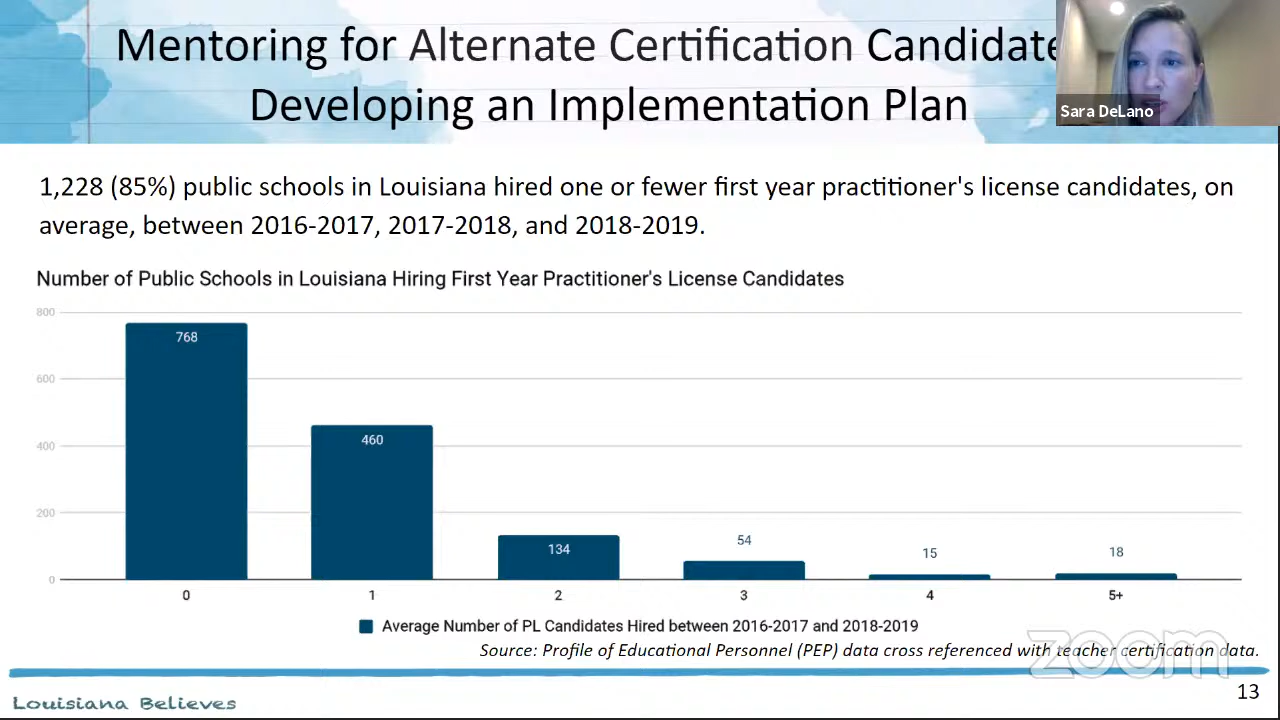 Mentoring for Alternate Certification Candidate
Developing an Implementation Plan
Sara DeLano
1,228 (85%) public schools in Louisiana hired one or fewer first year practitioner's license candidates, on
average, between 2016-2017, 2017-2018, and 2018-2019.
Number of Public Schools in Louisiana Hiring First Year Practitioner's License Candidates
800
768
600
400
460
200
134
54
15
18
0
0 1 2 3 4 5+
Average Number of PL Candidates Hired between 2016-2017 and 2018-2019
Source: Profile of Educational Personnel (PEP) data cross referenced with teacher certification data.
zoom
13
Louisiana Believes